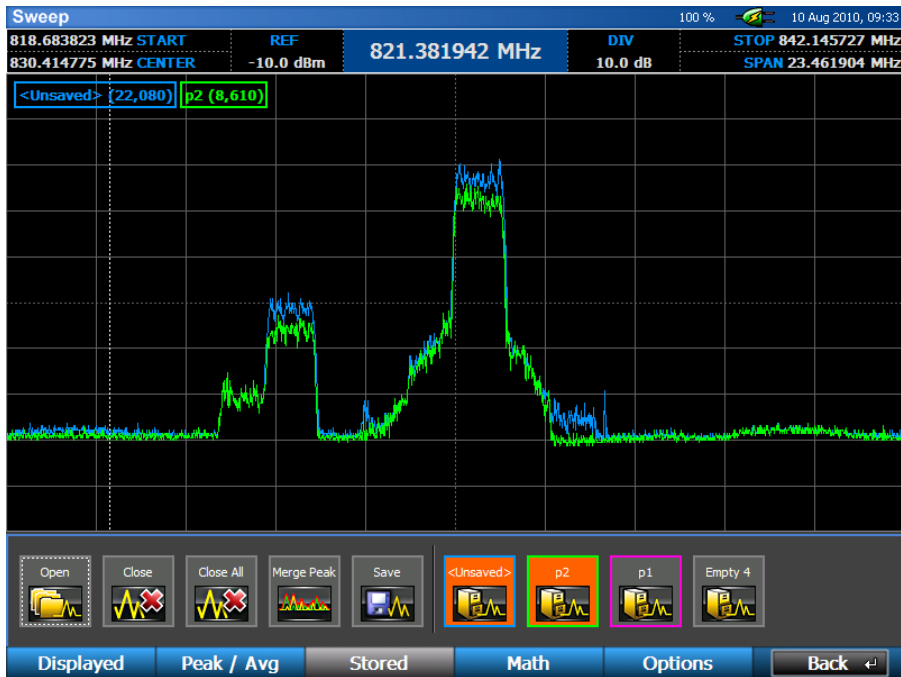 Sweep 100 % 10 Aug 2010, 09:33
818.683823 MHz START REF 821.381942 MHz DIV STOP 842.145727 MHz
830.414775 MHz CENTER -10.0 dBm 10.0 dB SPAN 23.461904 MHz
<Unsaved> (22,080) p2 (8,610)
Open Close Close All Merge Peak Save <Unsaved> p2 p1 Empty 4
Displayed Peak / Avg Stored Math Options Back ↵